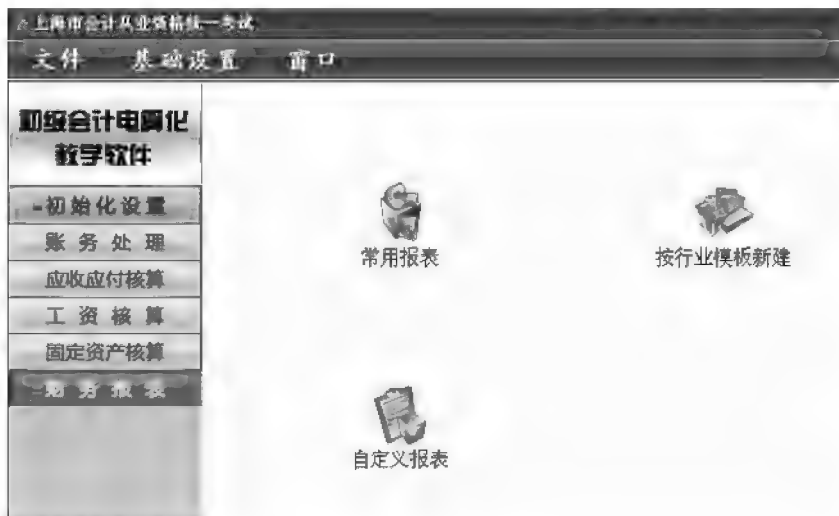 上海市会计从业资格统一考试
文件 基础设置 窗口
初级会计电算化
教学软件
初始化设置
账务处理
应收应付核算
工资核算
固定资产核算
财务报表
常用报表
按行业模板新建
自定义报表